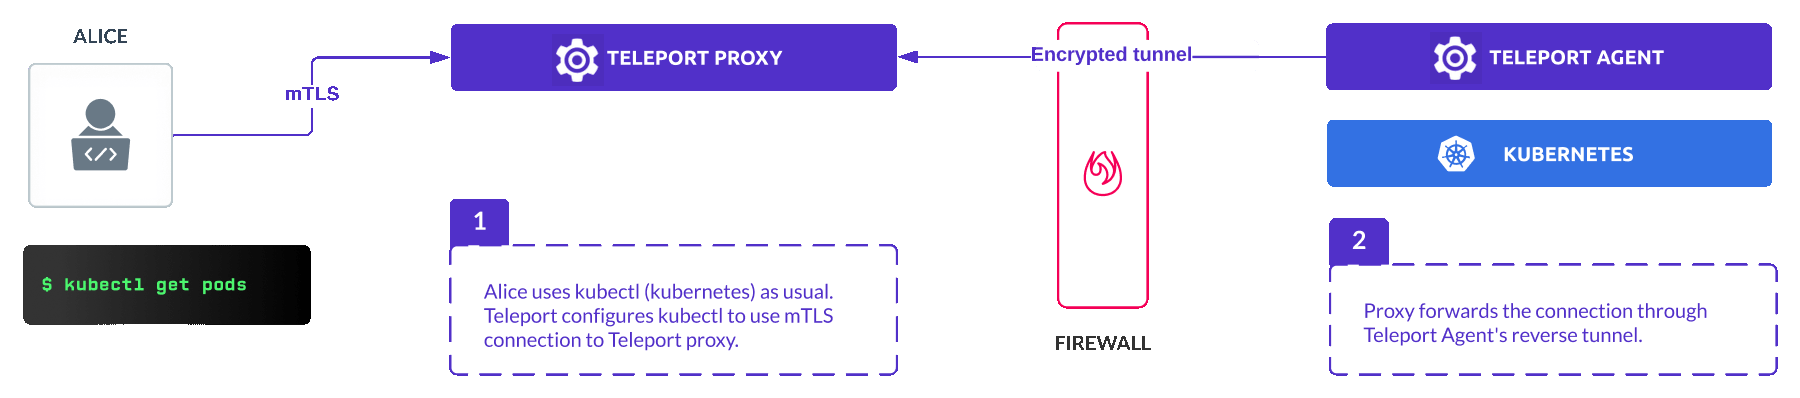 ALICE
TELEPORT PROXY
Encrypted tunnel
TELEPORT AGENT
mTLS
</>
KUBERNETES
$ kubectl get pods
1
Alice uses kubectl (kubernetes) as usual.
Teleport configures kubectl to use mTLS
connection to Teleport proxy.
FIREWALL
2
Proxy forwards the connection through
Teleport Agent's reverse tunnel.